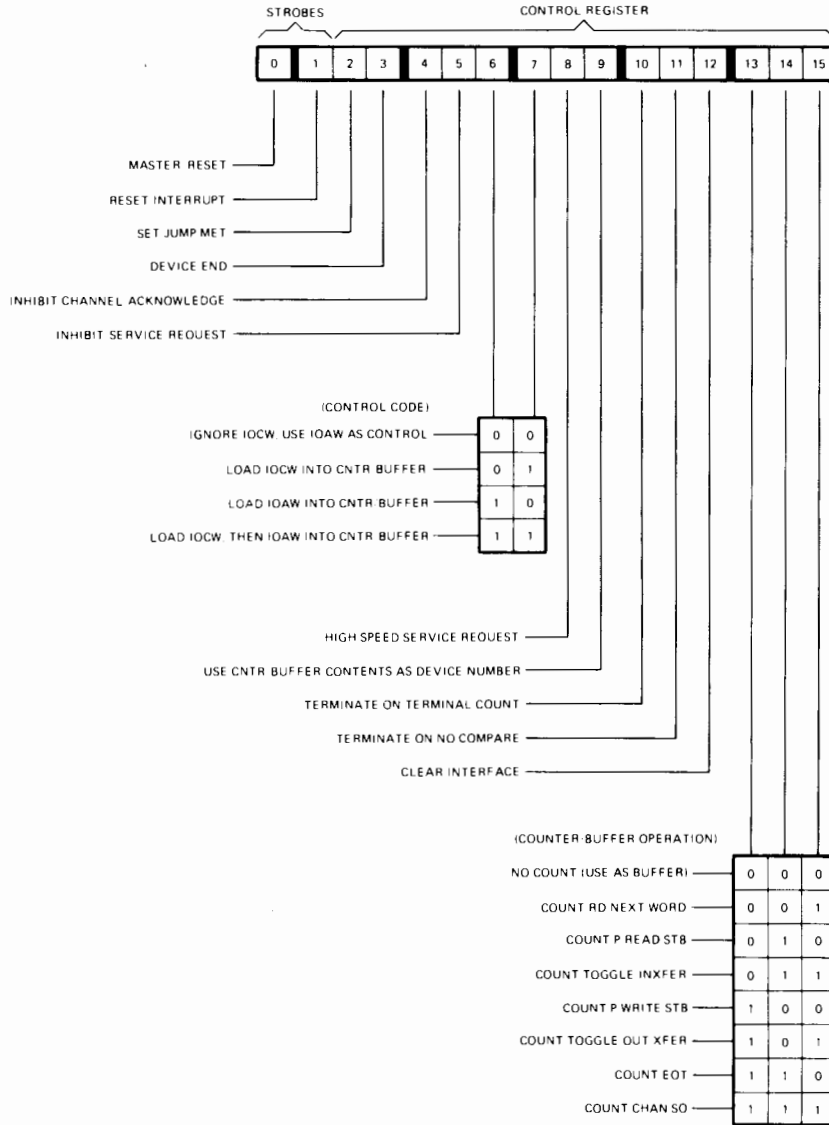 STROBES CONTROL REGISTER
0 1 2 3 4 5 6 7 8 9 10 11 12 13 14 15
MASTER RESET
RESET INTERRUPT
SET JUMP MET
DEVICE END
INHIBIT CHANNEL ACKNOWLEDGE
INHIBIT SERVICE REQUEST
(CONTROL CODE)
IGNORE IOCW, USE IOAW AS CONTROL 0 0
LOAD IOCW INTO CNTR BUFFER 0 1
LOAD IOAW INTO CNTR BUFFER 1 0
LOAD IOCW, THEN IOAW INTO CNTR BUFFER 1 1
HIGH SPEED SERVICE REQUEST
USE CNTR BUFFER CONTENTS AS DEVICE NUMBER
TERMINATE ON TERMINAL COUNT
TERMINATE ON NO COMPARE
CLEAR INTERFACE
(COUNTER-BUFFER OPERATION)
NO COUNT (USE AS BUFFER) 0 0 0
COUNT RD NEXT WORD 0 0 1
COUNT P READ STB 0 1 0
COUNT TOGGLE INXFER 0 1 1
COUNT P WRITE STB 1 0 0
COUNT TOGGLE OUT XFER 1 0 1
COUNT EOT 1 1 0
COUNT CHAN SO 1 1 1